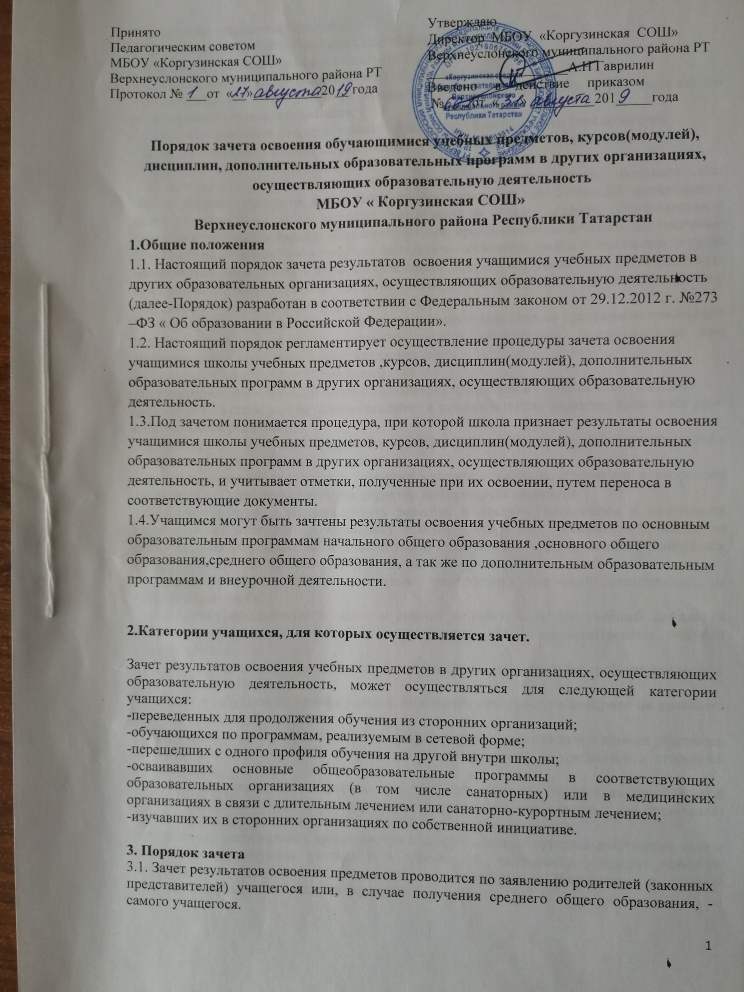 Принято
Педагогическим советом
МБОУ «Коргузинская СОШ»
Верхнеуслонского муниципального района РТ
Протокол № 1 от «27» августа 2019 года
Утверждаю
Директор МБОУ «Коргузинская СОШ»
Верхнеуслонского муниципального района РТ
А.Н Гаврилин
Введено в действие приказом
№ от « 31 » августа 2019 года
Порядок зачета освоения обучающимися учебных предметов, курсов(модулей),
дисциплин, дополнительных образовательных программ в других организациях,
осуществляющих образовательную деятельность
МБОУ « Коргузинская СОШ»
Верхнеуслонского муниципального района Республики Татарстан
1.Общие положения
1.1. Настоящий порядок зачета результатов освоения учащимися учебных предметов в
других образовательных организациях, осуществляющих образовательную деятельность
(далее-Порядок) разработан в соответствии с Федеральным законом от 29.12.2012 г. №273
–ФЗ « Об образовании в Российской Федерации».
1.2. Настоящий порядок регламентирует осуществление процедуры зачета освоения
учащимися школы учебных предметов ,курсов, дисциплин(модулей), дополнительных
образовательных программ в других организациях, осуществляющих образовательную
деятельность.
1.3.Под зачетом понимается процедура, при которой школа признает результаты освоения
учащимися школы учебных предметов, курсов, дисциплин(модулей), дополнительных
образовательных программ в других организациях, осуществляющих образовательную
деятельность, и учитывает отметки, полученные при их освоении, путем переноса в
соответствующие документы.
1.4.Учащимся могут быть зачтены результаты освоения учебных предметов по основным
образовательным программам начального общего образования ,основного общего
образования,среднего общего образования, а так же по дополнительным образовательным
программам и внеурочной деятельности.
2.Категории учащихся, для которых осуществляется зачет.
Зачет результатов освоения учебных предметов в других организациях, осуществляющих
образовательную деятельность, может осуществляться для следующей категории
учащихся:
-переведенных для продолжения обучения из сторонних организаций;
-обучающихся по программам, реализуемым в сетевой форме;
-перешедших с одного профиля обучения на другой внутри школы;
-осваивавших основные общеобразовательные программы в соответствующих
образовательных организациях (в том числе санаторных) или в медицинских
организациях в связи с длительным лечением или санаторно-курортным лечением;
-изучавших их в сторонних организациях по собственной инициативе.
3. Порядок зачета
3.1. Зачет результатов освоения предметов проводится по заявлению родителей (законных
представителей) учащегося или, в случае получения среднего общего образования, -
самого учащегося.
1